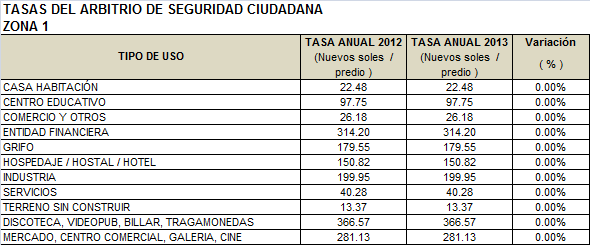 TASAS DEL ARBITRIO DE SEGURIDAD CIUDADANA
ZONA 1
TIPO DE USO TASA ANUAL 2012 (Nuevos soles / predio ) TASA ANUAL 2013 (Nuevos soles / predio ) Variación ( % )
CASA HABITACIÓN 22.48 22.48 0.00%
CENTRO EDUCATIVO 97.75 97.75 0.00%
COMERCIO Y OTROS 26.18 26.18 0.00%
ENTIDAD FINANCIERA 314.20 314.20 0.00%
GRIFO 179.55 179.55 0.00%
HOSPEDAJE / HOSTAL / HOTEL 150.82 150.82 0.00%
INDUSTRIA 199.95 199.95 0.00%
SERVICIOS 40.28 40.28 0.00%
TERRENO SIN CONSTRUIR 13.37 13.37 0.00%
DISCOTECA, VIDEOPUB, BILLAR, TRAGAMONEDAS 366.57 366.57 0.00%
MERCADO, CENTRO COMERCIAL, GALERIA, CINE 281.13 281.13 0.00%